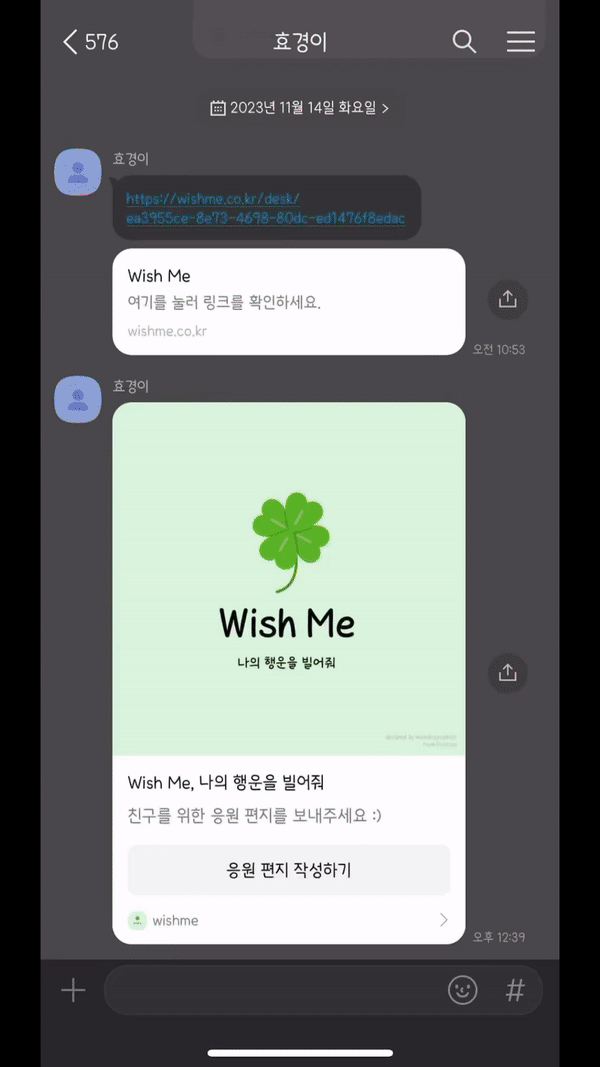 576
효경이
2023년 11월 14일 화요일
효경이
https://wishme.co.kr/desk/
ea3955ce-8e73-4698-80dc-ed1476f8edac
Wish Me
여기를 눌러 링크를 확인하세요.
wishme.co.kr
오전 10:53
효경이
Wish Me
나의 행운을 빌어줘
Wish Me, 나의 행운을 빌어줘
친구를 위한 응원 편지를 보내주세요 :)
응원 편지 작성하기
wishme
오후 12:39
#